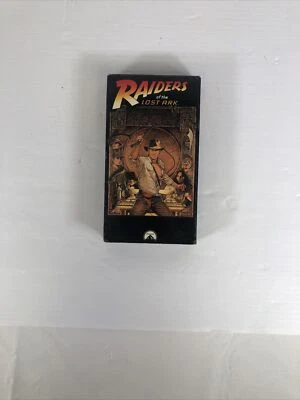 RAIDERS
of the
LOST ARK